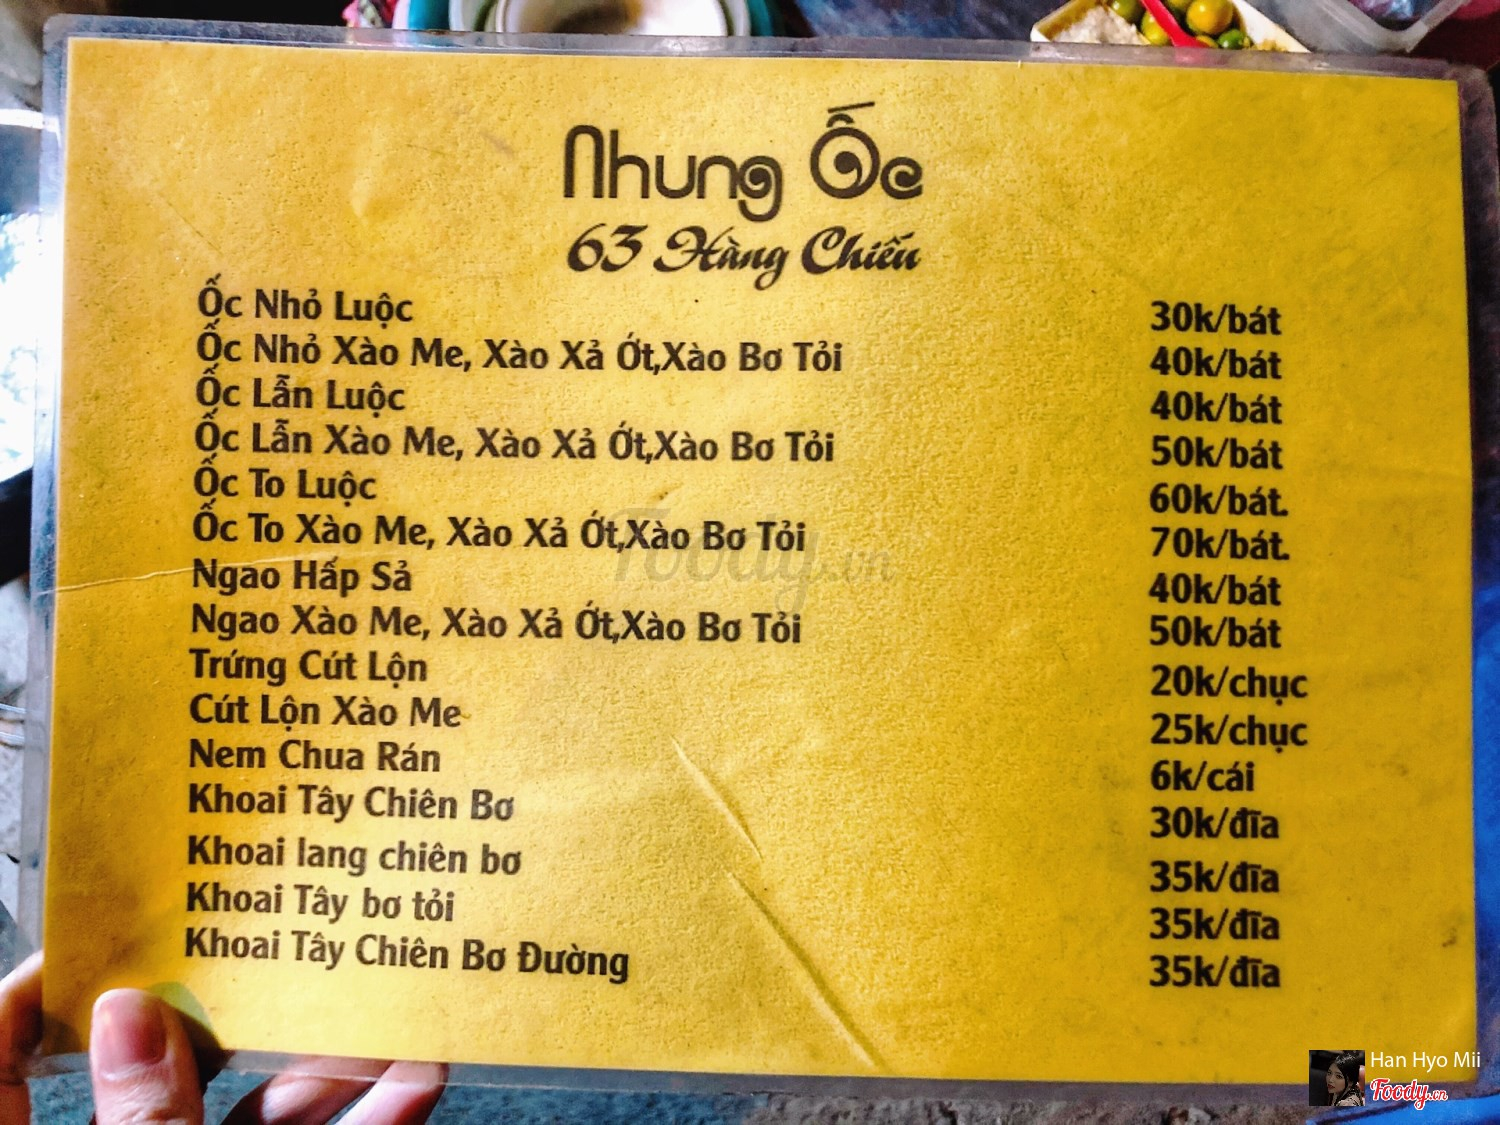 Nhung Ốc
63 Hàng Chiếu
Ốc Nhỏ Luộc 30k/bát
Ốc Nhỏ Xào Me, Xào Xả Ớt,Xào Bơ Tỏi 40k/bát
Ốc Lẫn Luộc 40k/bát
Ốc Lẫn Xào Me, Xào Xả Ớt,Xào Bơ Tỏi 50k/bát
Ốc To Luộc 60k/bát.
Ốc To Xào Me, Xào Xả Ớt,Xào Bơ Tỏi 70k/bát.
Ngao Hấp Sả 40k/bát
Ngao Xào Me, Xào Xả Ớt,Xào Bơ Tỏi 50k/bát
Trứng Cút Lộn 20k/chục
Cút Lộn Xào Me 25k/chục
Nem Chua Rán 6k/cái
Khoai Tây Chiên Bơ 30k/đĩa
Khoai lang chiên bơ 35k/đĩa
Khoai Tây bơ tỏi 35k/đĩa
Khoai Tây Chiên Bơ Đường 35k/đĩa
Foody.vn
Han Hyo Mii
Foody.vn